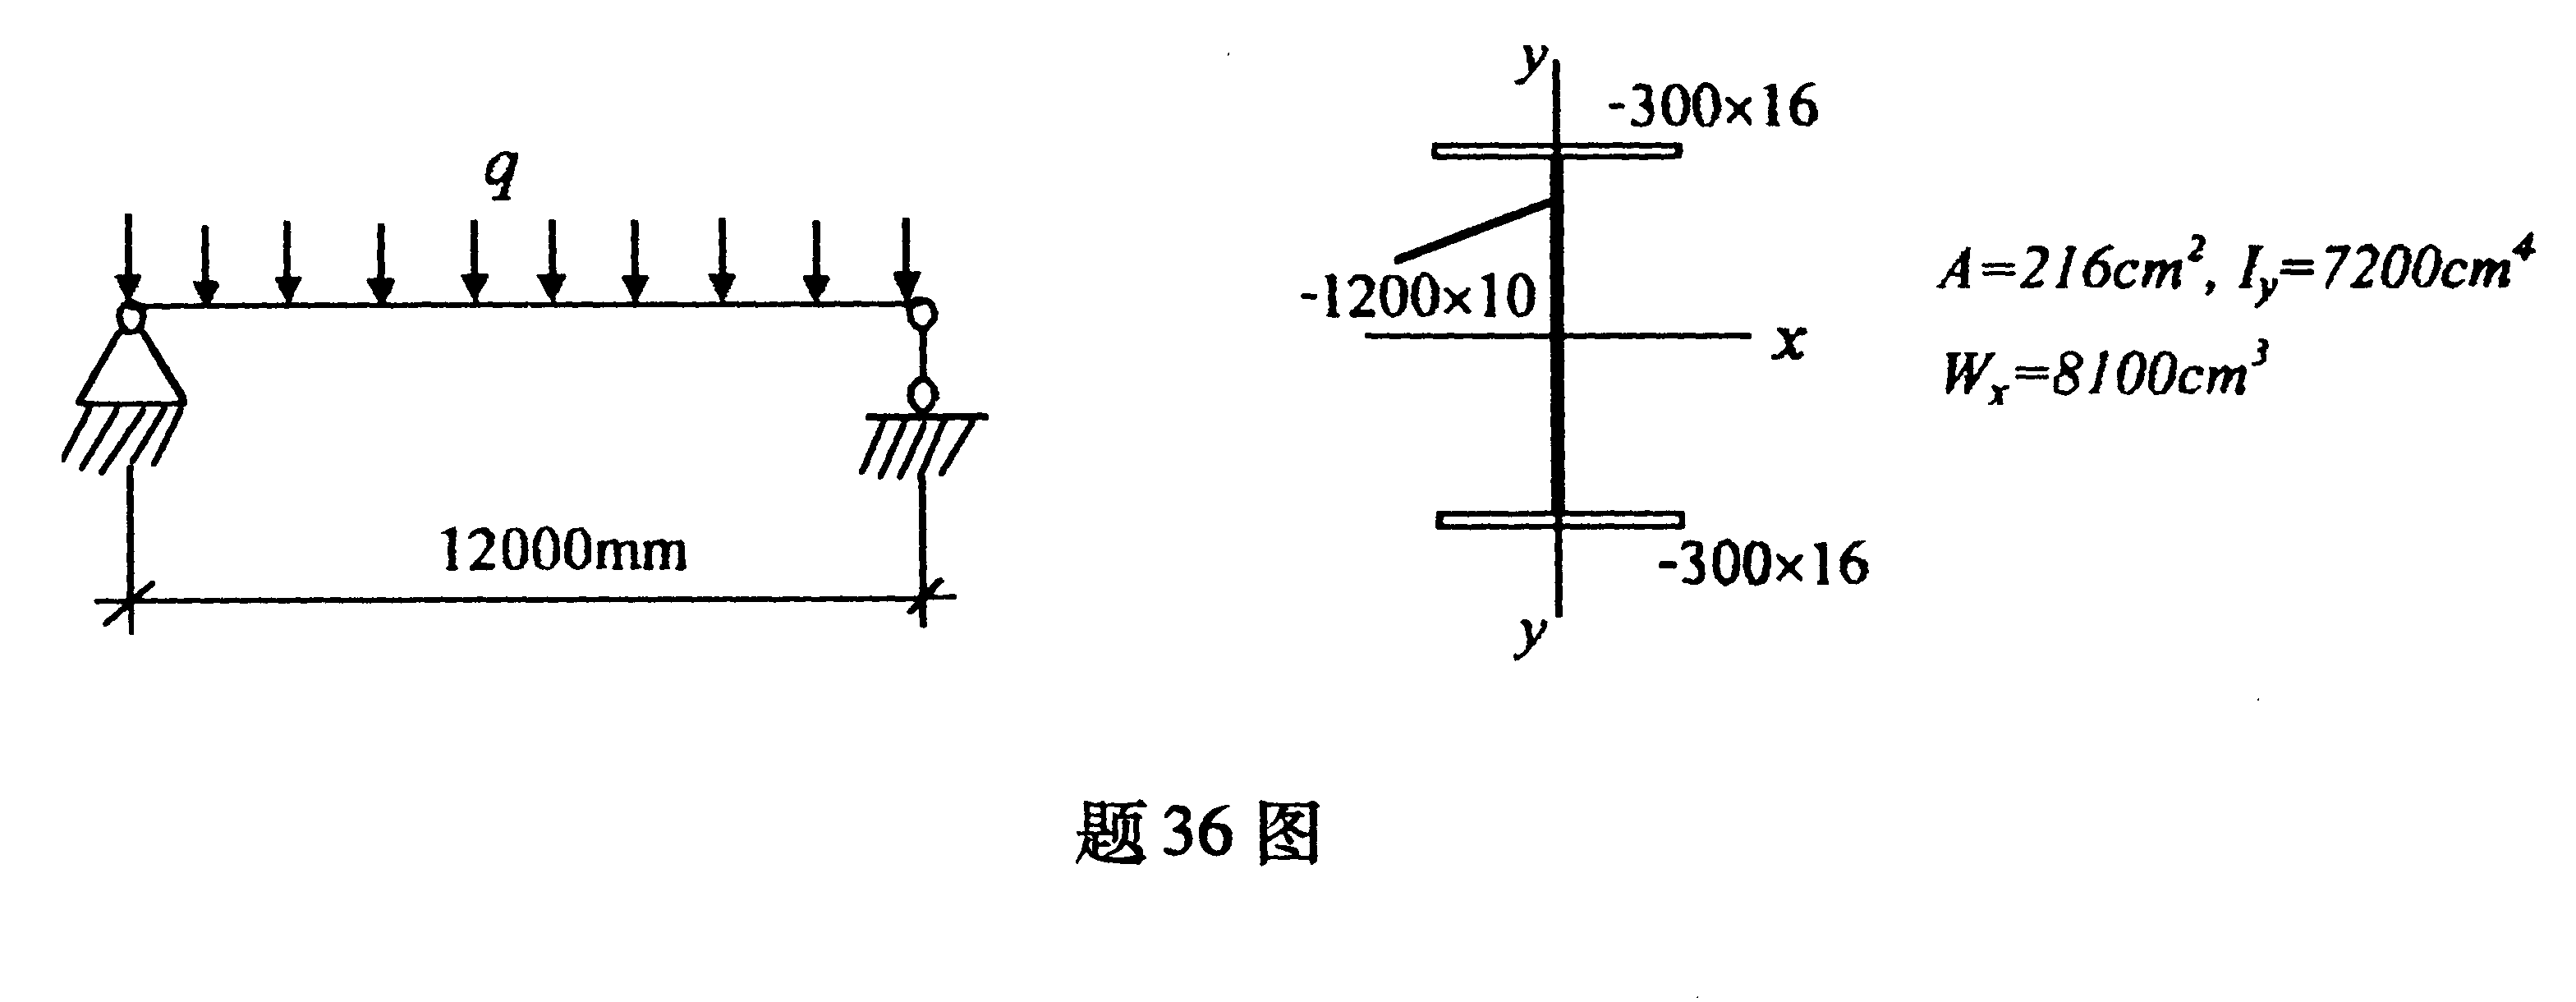 q
12000mm
y
-300×16
-1200×10
x
-300×16
y
A=216cm², I_y=7200cm⁴
W_x=8100cm³
题36图